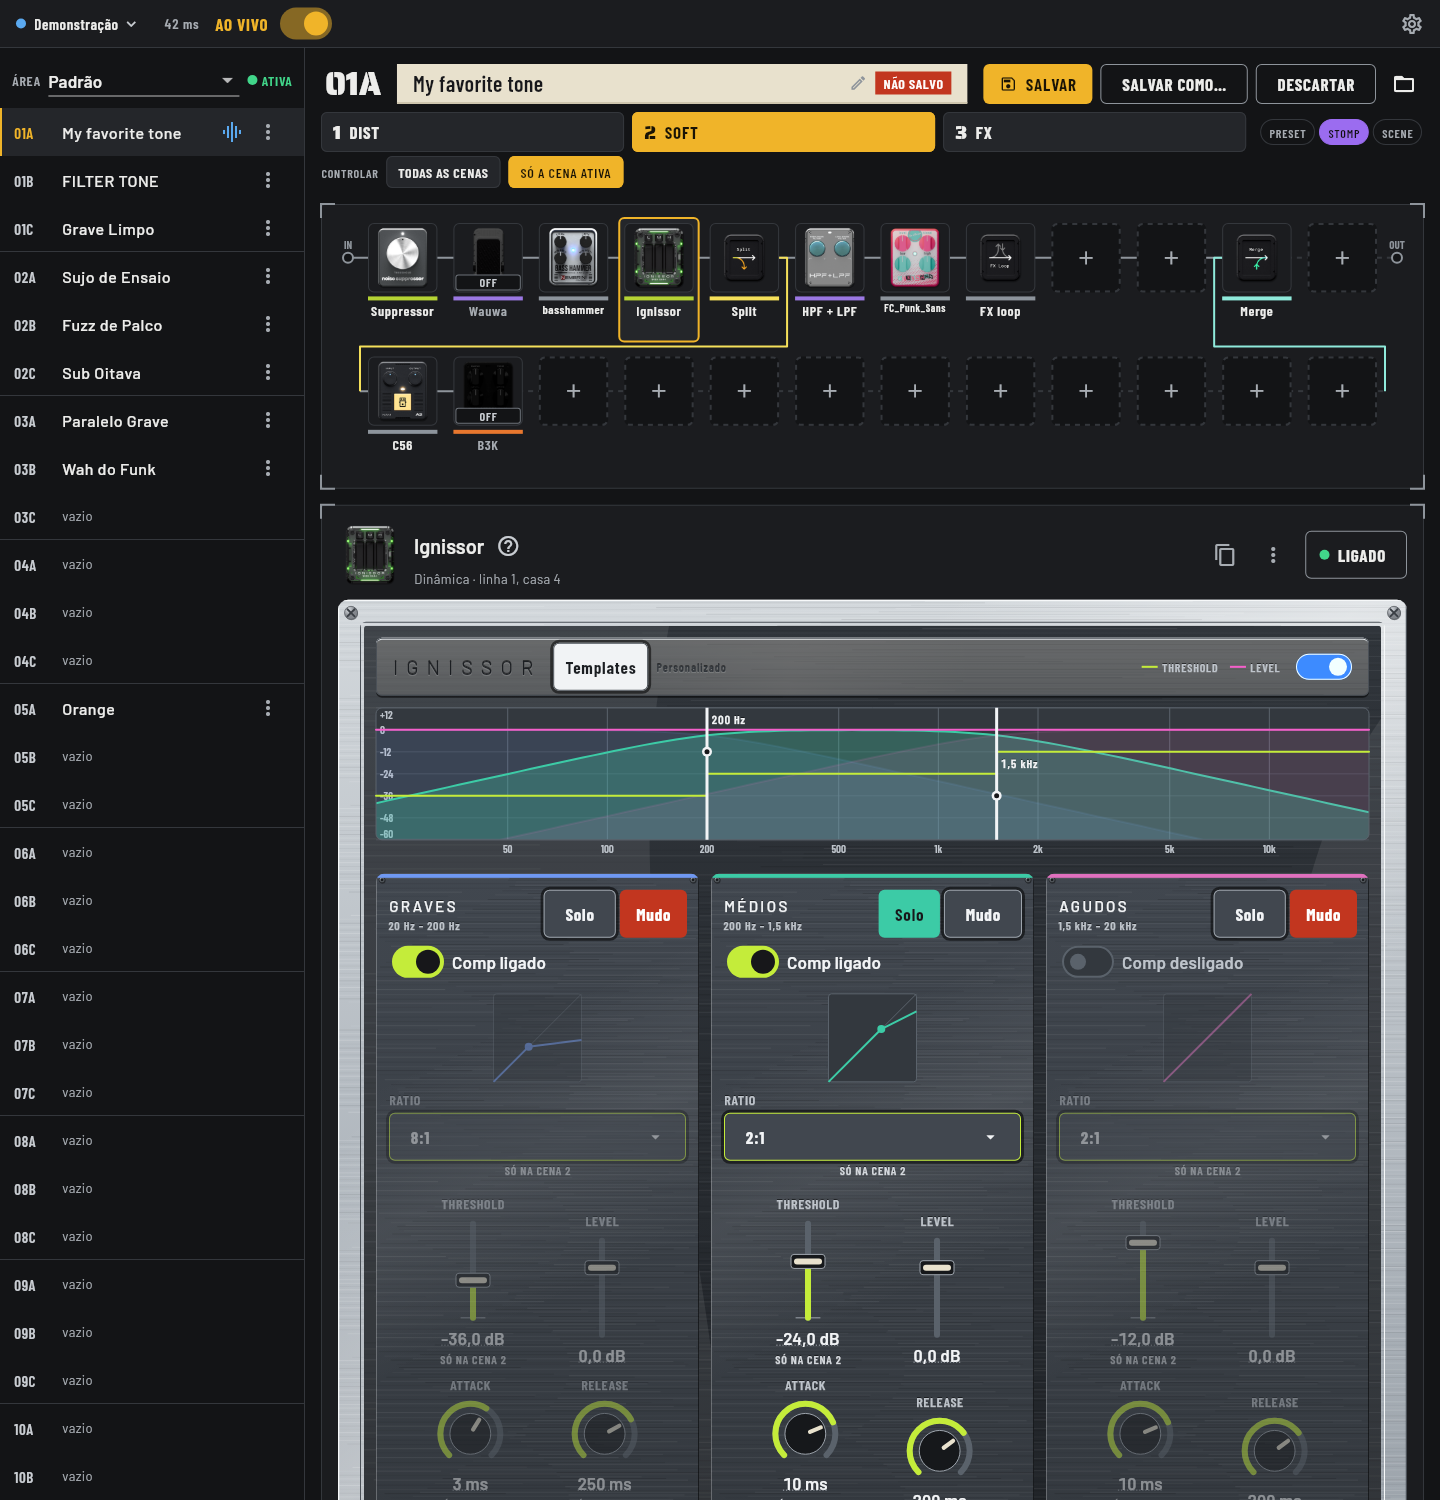 Demonstração 42 ms AO VIVO
ÁREA Padrão ATIVA
01A My favorite tone
01B FILTER TONE
01C Grave Limpo
02A Sujo de Ensaio
02B Fuzz de Palco
02C Sub Oitava
03A Paralelo Grave
03B Wah do Funk
03C vazio
04A vazio
04B vazio
04C vazio
05A Orange
05B vazio
05C vazio
06A vazio
06B vazio
06C vazio
07A vazio
07B vazio
07C vazio
08A vazio
08B vazio
08C vazio
09A vazio
09B vazio
09C vazio
10A vazio
10B vazio
01A My favorite tone NÃO SALVO SALVAR SALVAR COMO... DESCARTAR
1 DIST 2 SOFT 3 FX PRESET STOMP SCENE
CONTROLAR TODAS AS CENAS SÓ A CENA ATIVA
IN OUT
Split Merge
FX Loop
HPF+LPF
OFF
Suppressor Wauwa basshammer Ignissor Split HPF + LPF FC_Punk_Sans FX loop Merge
OFF
C56 B3K
Ignissor
Dinâmica · linha 1, casa 4
LIGADO
IGNISSOR Templates Personalizado THRESHOLD LEVEL
+12
0
-12
-24
-36
-48
-60
200 Hz
1,5 kHz
50 100 200 500 1k 2k 5k 10k
GRAVES
20 Hz – 200 Hz
Solo Mudo
Comp ligado
RATIO
8:1
SÓ NA CENA 2
THRESHOLD LEVEL
-36,0 dB 0,0 dB
SÓ NA CENA 2
ATTACK RELEASE
3 ms 250 ms
MÉDIOS
200 Hz – 1,5 kHz
Solo Mudo
Comp ligado
RATIO
2:1
SÓ NA CENA 2
THRESHOLD LEVEL
-24,0 dB 0,0 dB
SÓ NA CENA 2
ATTACK RELEASE
10 ms 200 ms
AGUDOS
1,5 kHz – 20 kHz
Solo Mudo
Comp desligado
RATIO
2:1
SÓ NA CENA 2
THRESHOLD LEVEL
-12,0 dB 0,0 dB
SÓ NA CENA 2
ATTACK RELEASE
10 ms 200 ms